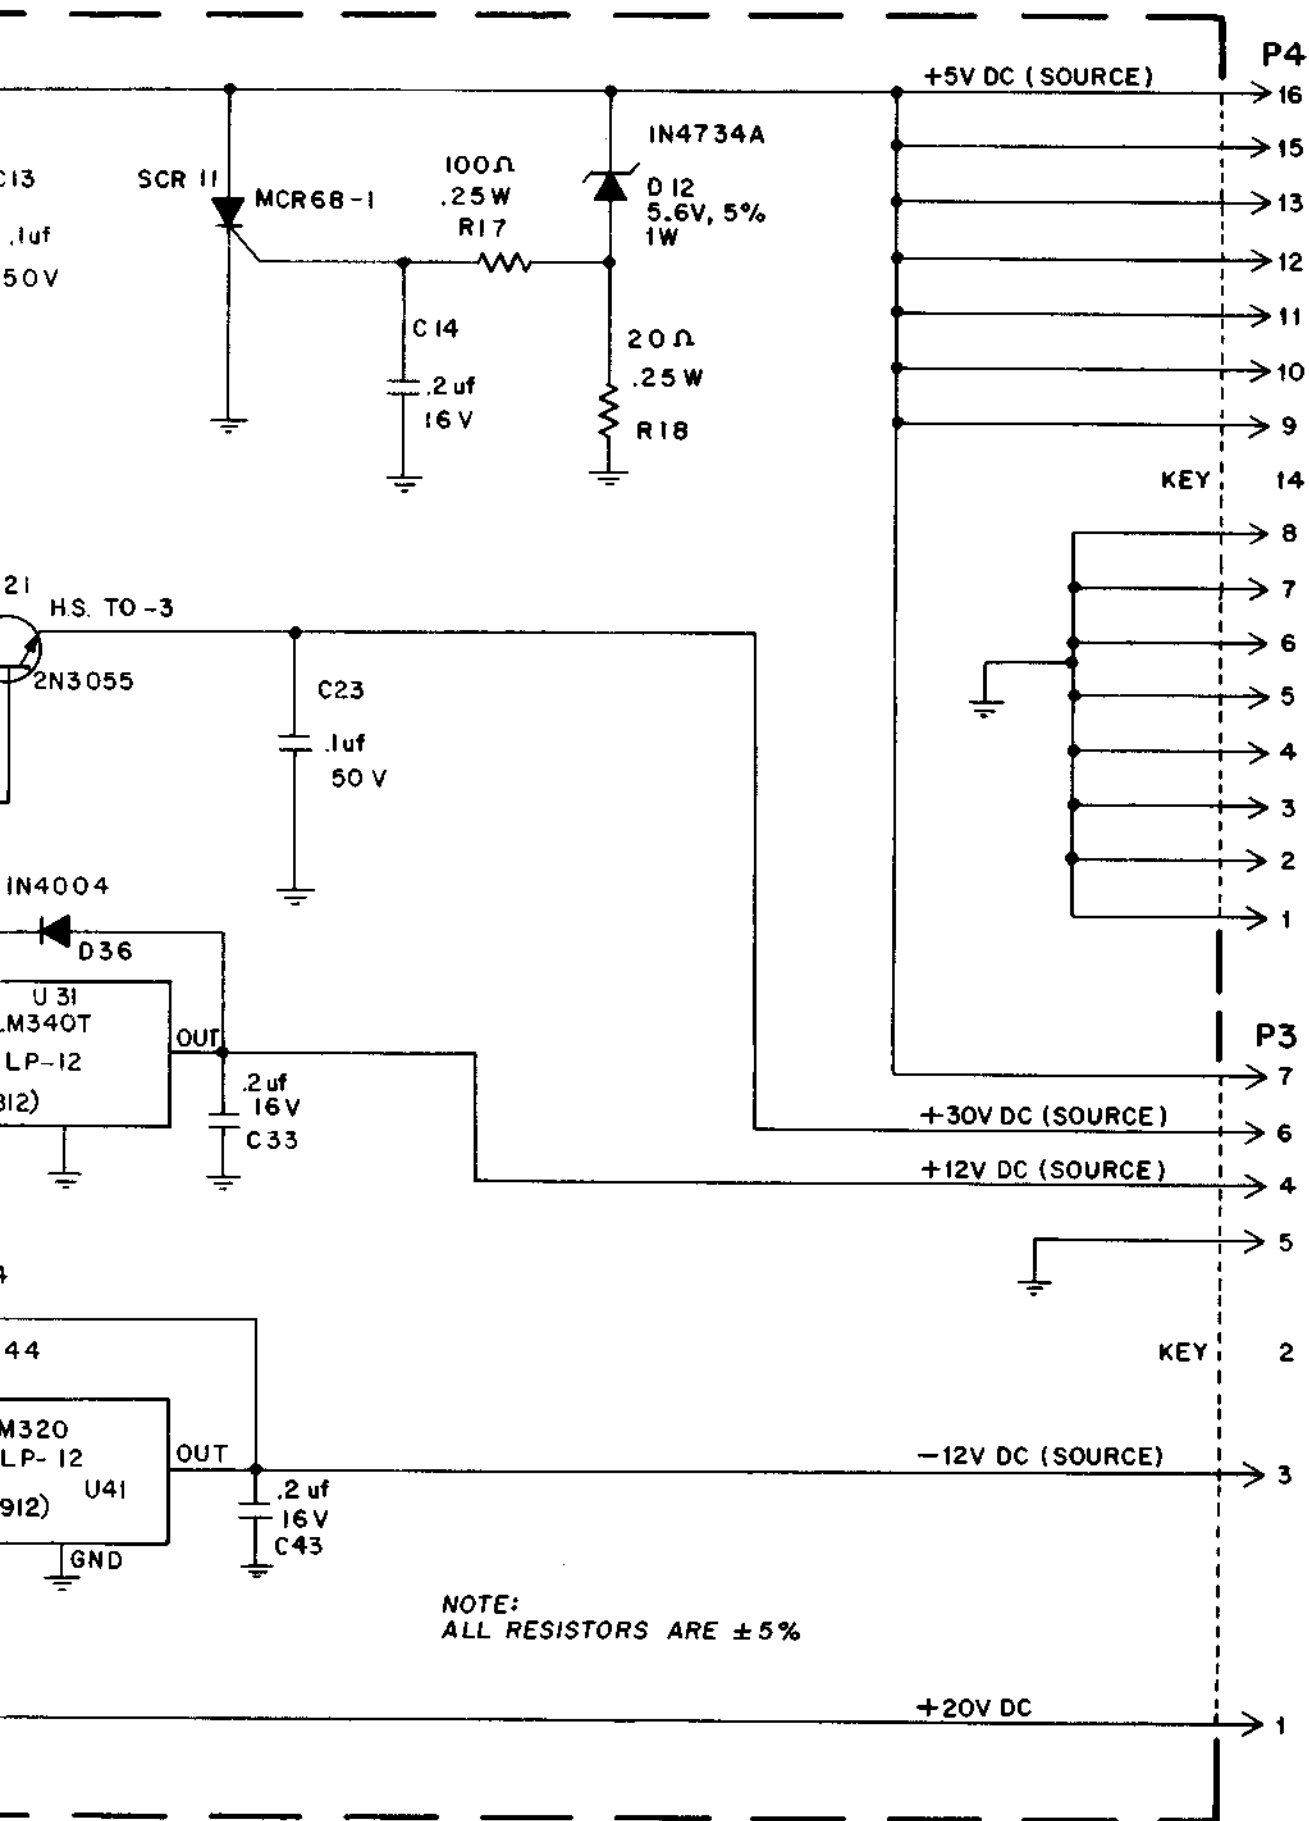 P4
+5V DC (SOURCE)
16
15
13
12
11
10
9
KEY 14
8
7
6
5
4
3
2
1
C13
.1uf
50V
SCR 11
MCR68-1
100Ω
.25W
R17
1N4734A
D12
5.6V, 5%
1W
C14
.2uf
16V
20Ω
.25W
R18
21
H.S. TO -3
2N3055
C23
.1uf
50V
1N4004
D36
U31
LM340T
LP-12
812)
OUT
.2uf
16V
C33
P3
7
+30V DC (SOURCE)
6
+12V DC (SOURCE)
4
5
KEY 2
4
44
M320
LP-12
U41
912)
OUT
GND
.2uf
16V
C43
-12V DC (SOURCE)
3
NOTE:
ALL RESISTORS ARE ±5%
+20V DC
1